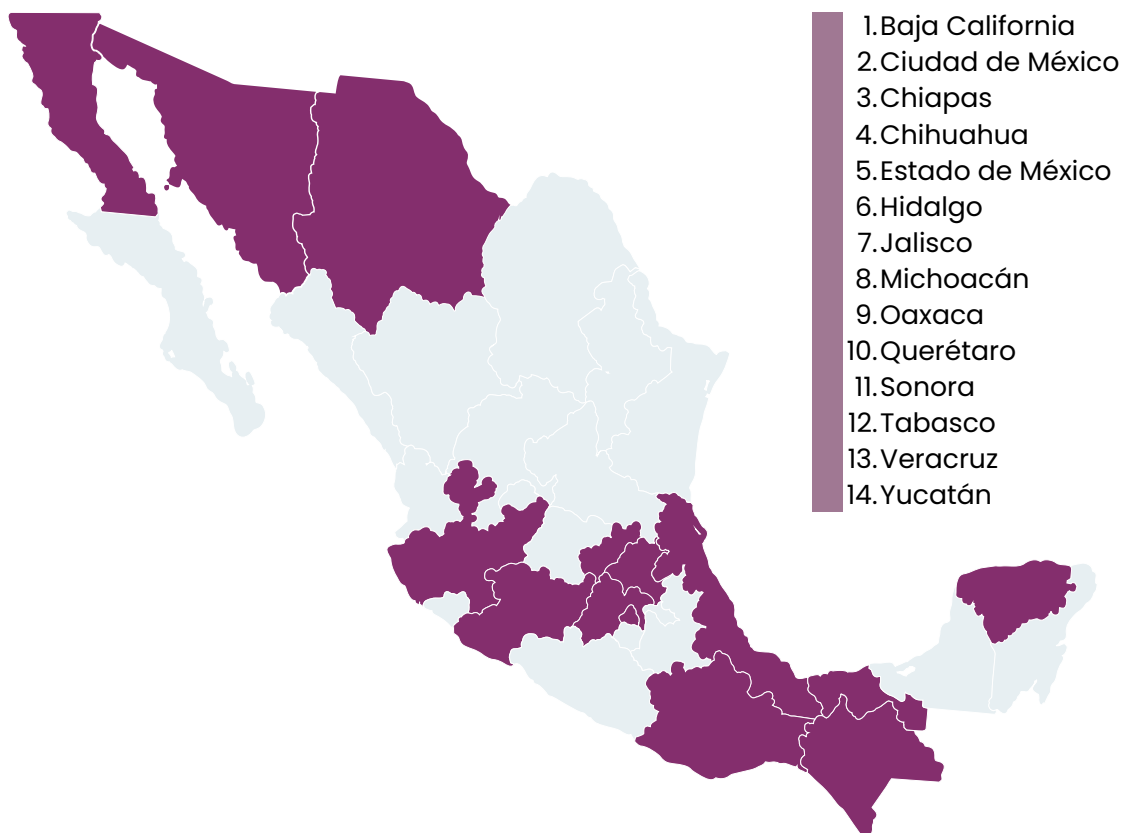 1.Baja California
2.Ciudad de México
3.Chiapas
4.Chihuahua
5.Estado de México
6.Hidalgo
7.Jalisco
8.Michoacán
9.Oaxaca
10.Querétaro
11.Sonora
12.Tabasco
13.Veracruz
14.Yucatán